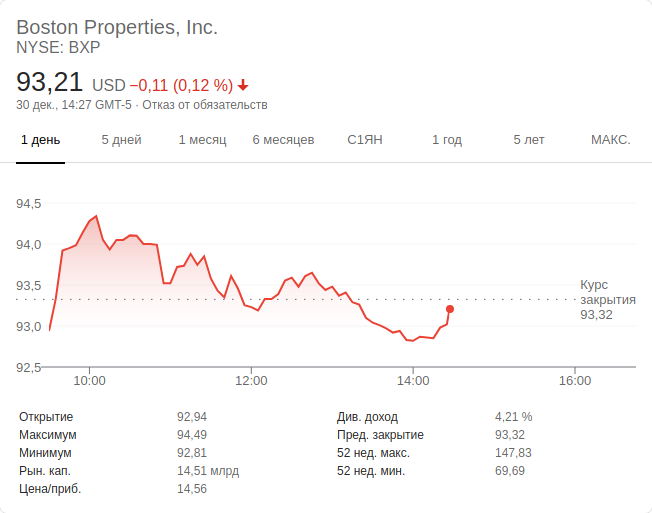 Boston Properties, Inc.
NYSE: BXP
93,21 USD −0,11 (0,12 %)
30 дек., 14:27 GMT-5 · Отказ от обязательств
1 день 5 дней 1 месяц 6 месяцев С1ЯН 1 год 5 лет МАКС.
94,5
94,0
93,5
93,0
92,5
Курс
закрытия
93,32
10:00 12:00 14:00 16:00
Открытие 92,94
Максимум 94,49
Минимум 92,81
Рын. кап. 14,51 млрд
Цена/приб. 14,56
Див. доход 4,21 %
Пред. закрытие 93,32
52 нед. макс. 147,83
52 нед. мин. 69,69